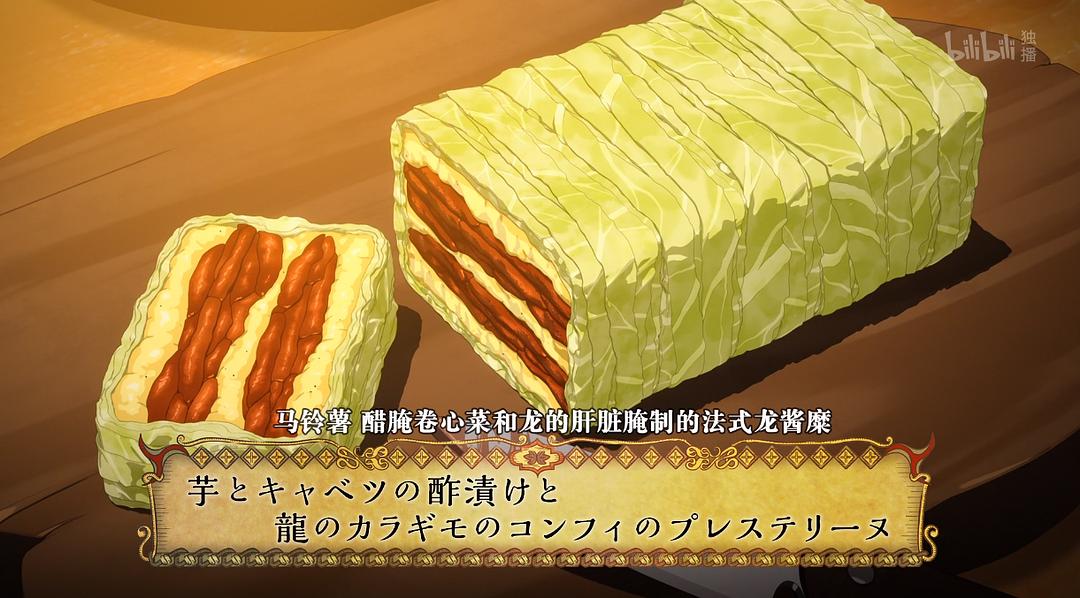 bilibili 独播
马铃薯 醋腌卷心菜和龙的肝脏腌制的法式龙酱糜
芋とキャベツの酢漬けと
龍のカラギモのコンフィのプレステリーヌ